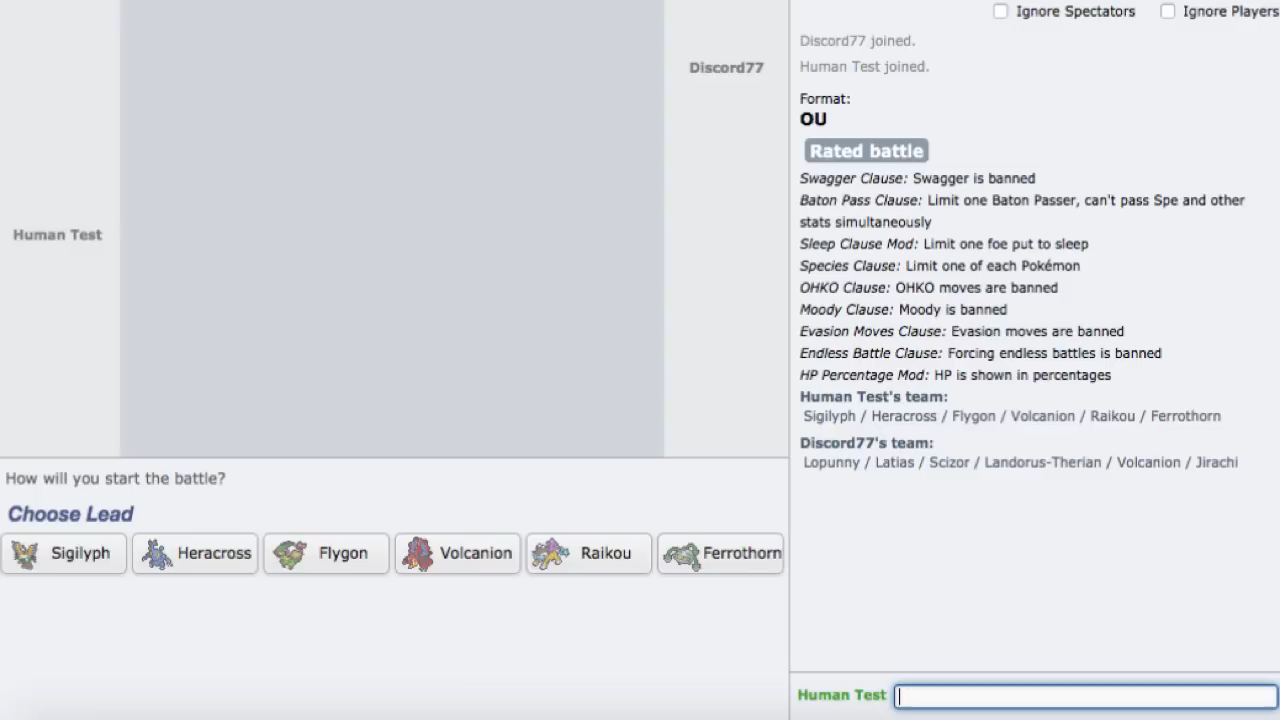 Human Test
Discord77
How will you start the battle?
Choose Lead
Sigilyph
Heracross
Flygon
Volcanion
Raikou
Ferrothorn
Ignore Spectators
Ignore Players
Discord77 joined.
Human Test joined.
Format:
OU
Rated battle
Swagger Clause: Swagger is banned
Baton Pass Clause: Limit one Baton Passer, can't pass Spe and other
stats simultaneously
Sleep Clause Mod: Limit one foe put to sleep
Species Clause: Limit one of each Pokémon
OHKO Clause: OHKO moves are banned
Moody Clause: Moody is banned
Evasion Moves Clause: Evasion moves are banned
Endless Battle Clause: Forcing endless battles is banned
HP Percentage Mod: HP is shown in percentages
Human Test's team:
Sigilyph / Heracross / Flygon / Volcanion / Raikou / Ferrothorn
Discord77's team:
Lopunny / Latias / Scizor / Landorus-Therian / Volcanion / Jirachi
Human Test